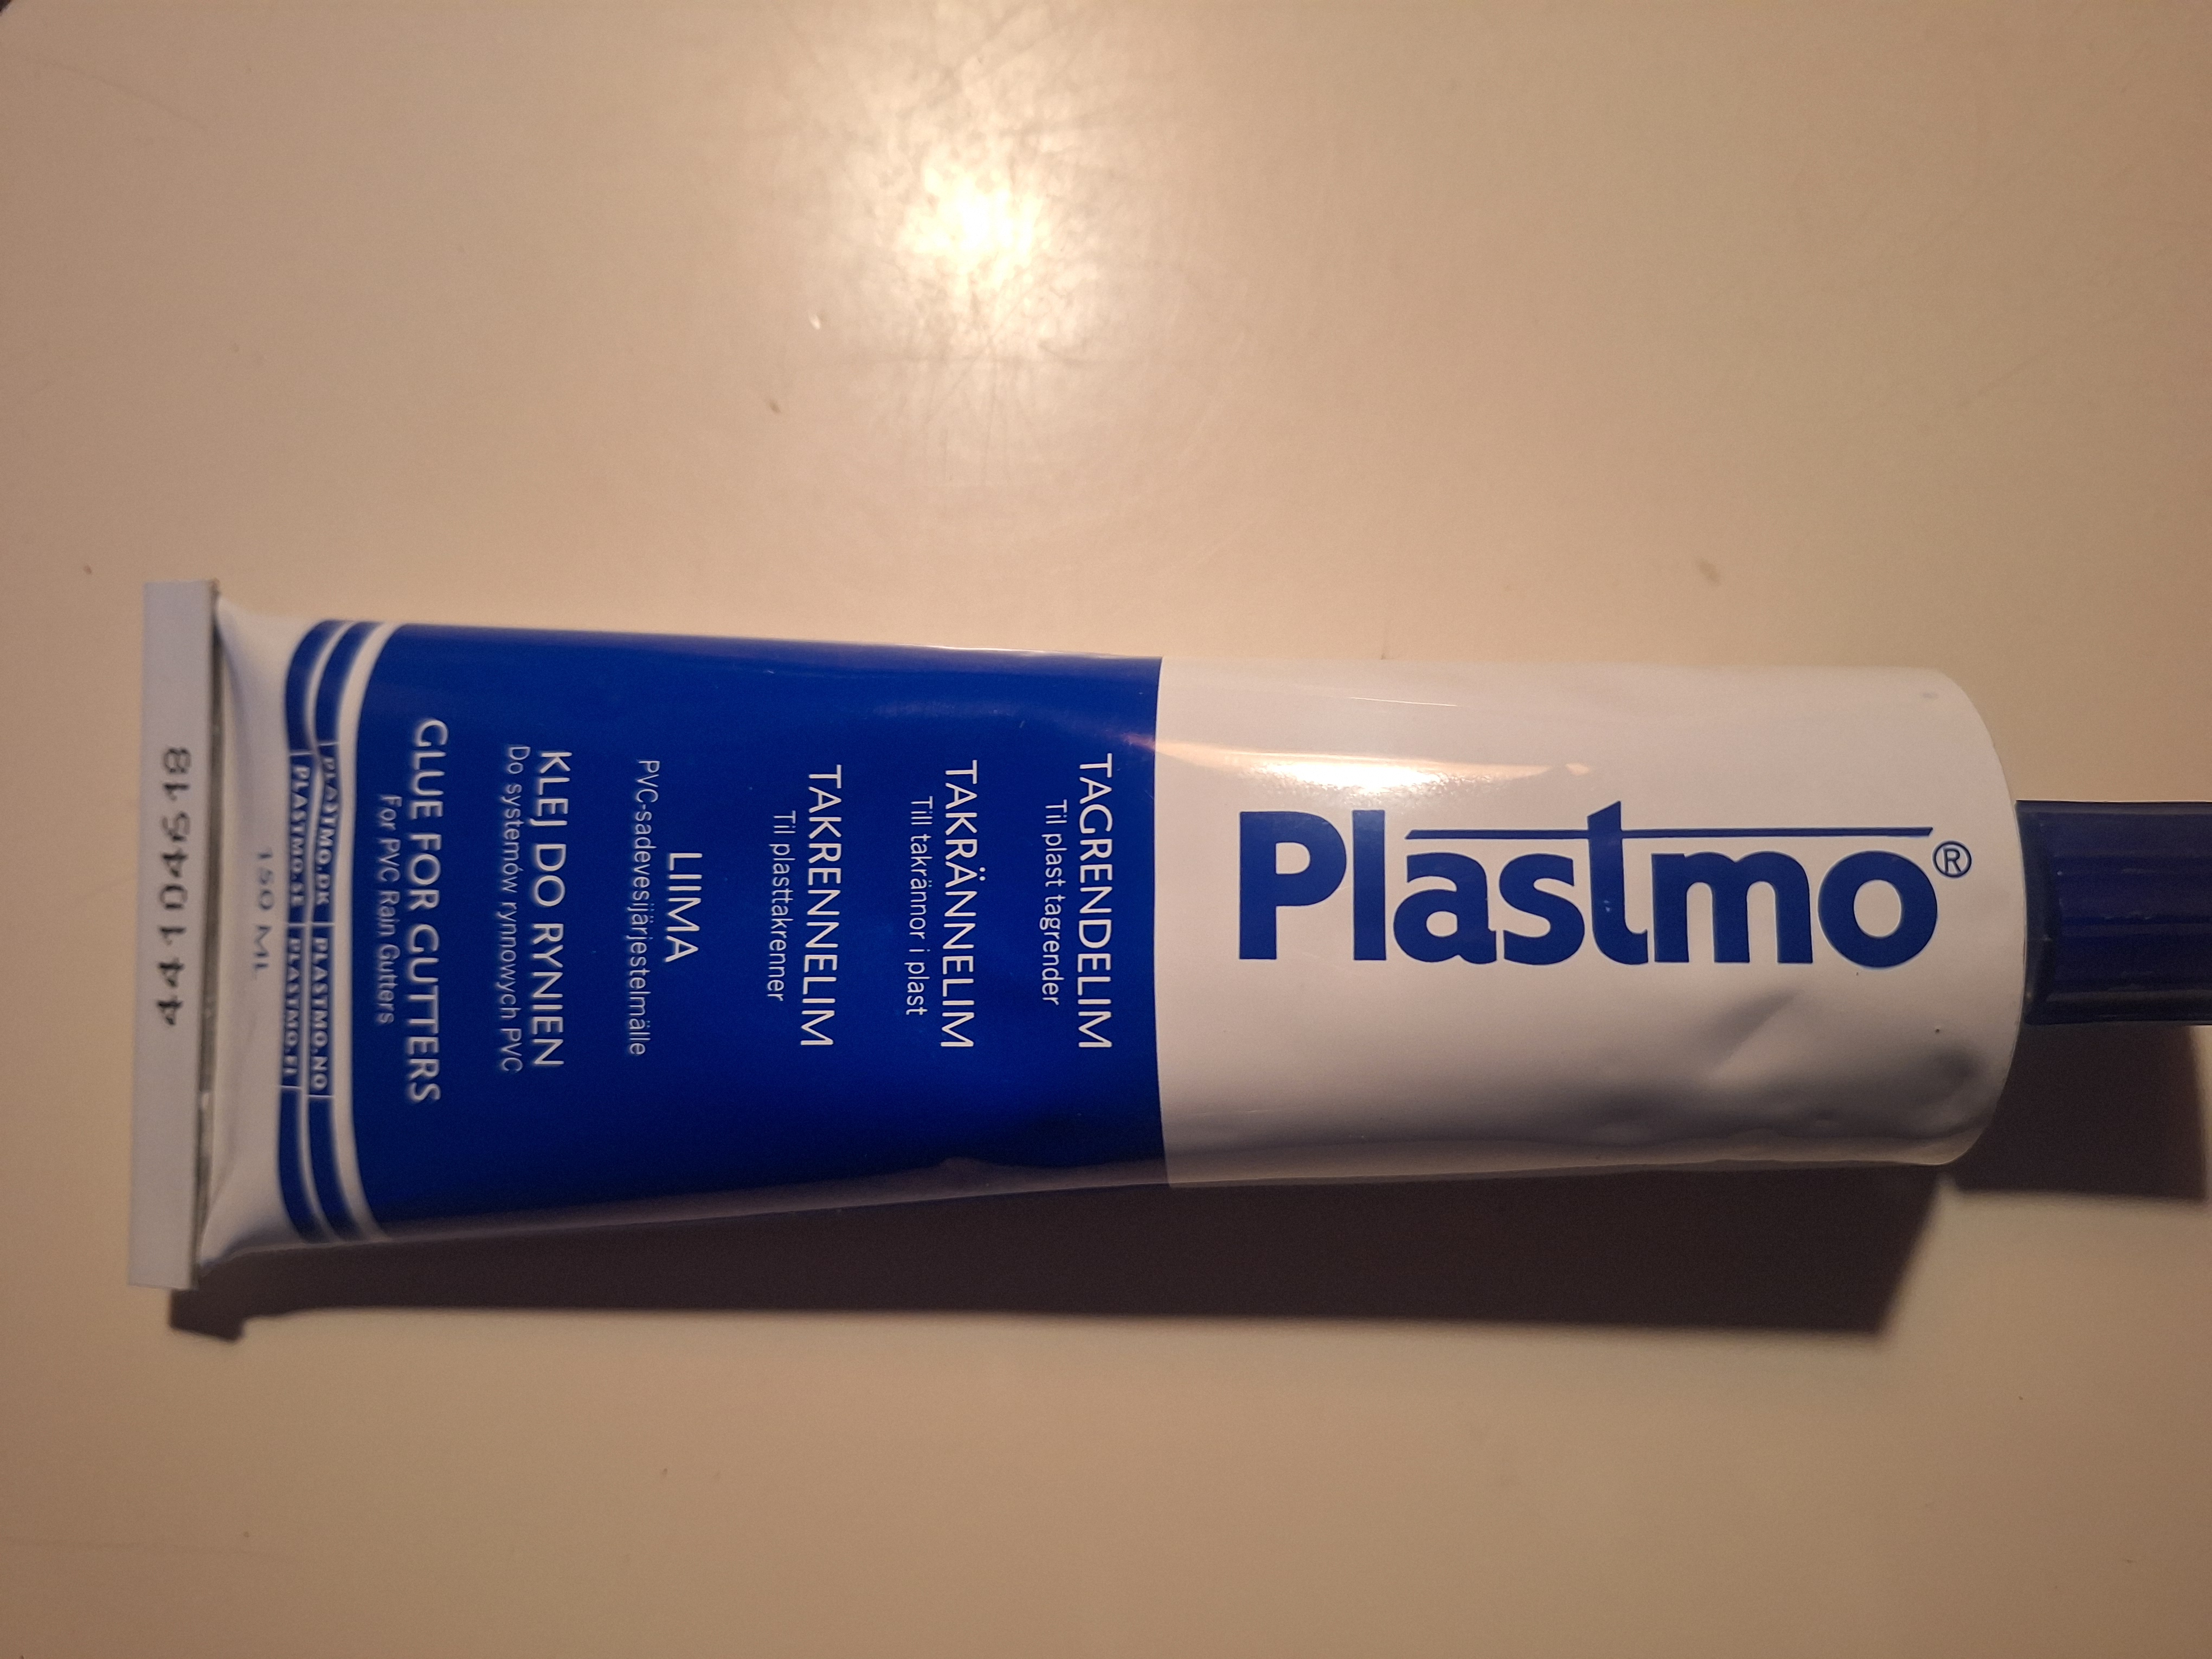 Plastmo®
TAGRENDELIM
Til plast tagrender
TAKRÄNNELIM
Till takrännor i plast
TAKRENNELIM
Til plasttakrenner
LIIMA
PVC-sadevesijärjestelmälle
KLEJ DO RYNIEN
Do systemów rynnowych PVC
GLUE FOR GUTTERS
For PVC Rain Gutters
PLASTMO.DK PLASTMO.NO
PLASTMO.SE PLASTMO.FI
150 ML
44104518